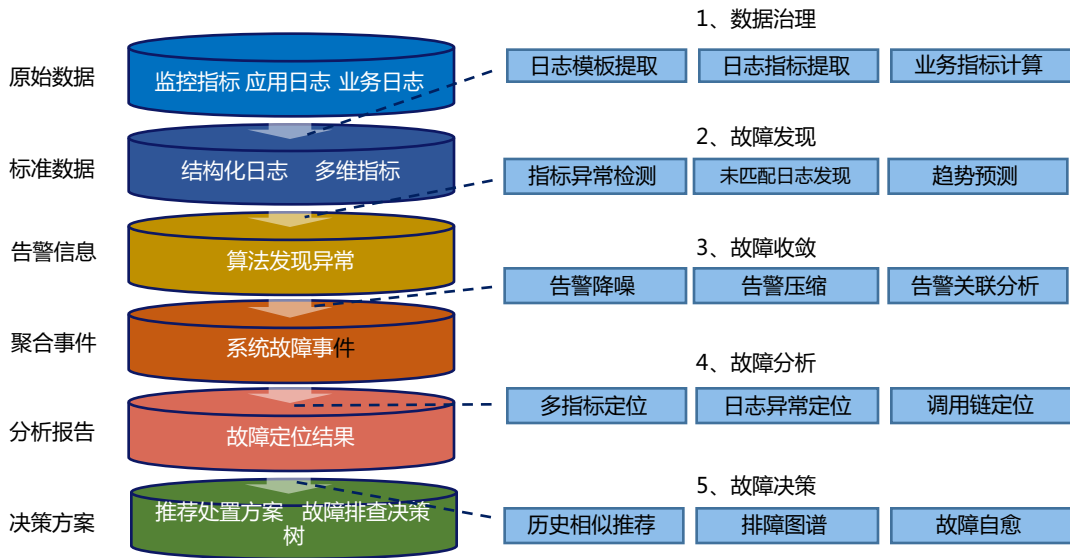 1、数据治理
原始数据
监控指标 应用日志 业务日志
日志模板提取
日志指标提取
业务指标计算
2、故障发现
标准数据
结构化日志 多维指标
指标异常检测
未匹配日志发现
趋势预测
3、故障收敛
告警信息
算法发现异常
告警降噪
告警压缩
告警关联分析
聚合事件
系统故障事件
4、故障分析
多指标定位
日志异常定位
调用链定位
分析报告
故障定位结果
5、故障决策
决策方案
推荐处置方案 故障排查决策
树
历史相似推荐
排障图谱
故障自愈